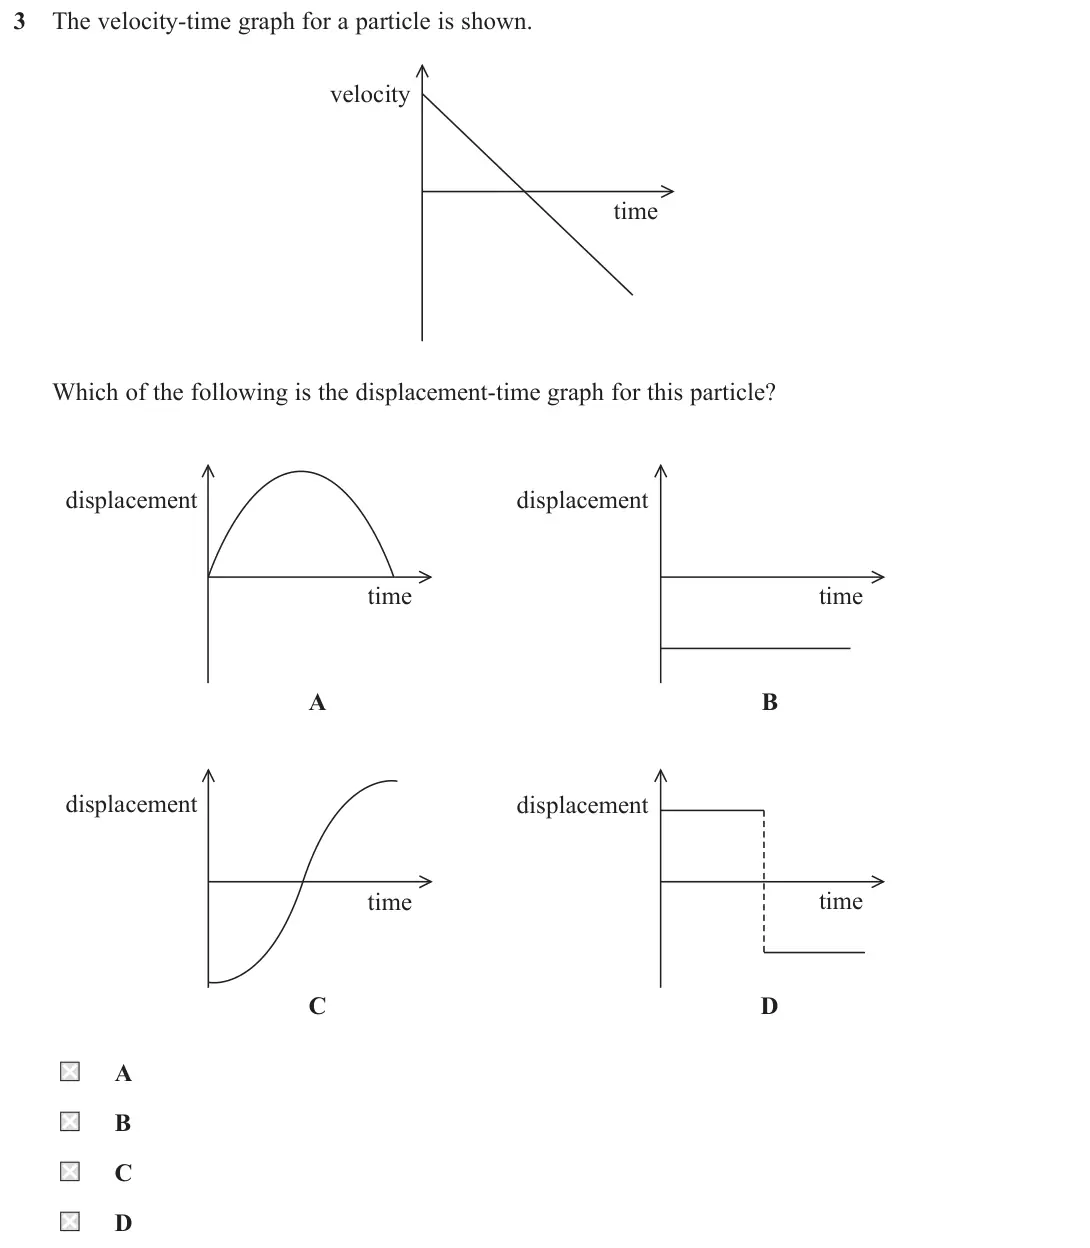 3 The velocity-time graph for a particle is shown.
velocity
time
Which of the following is the displacement-time graph for this particle?
displacement
time
A
displacement
time
B
displacement
time
C
displacement
time
D
A
B
C
D